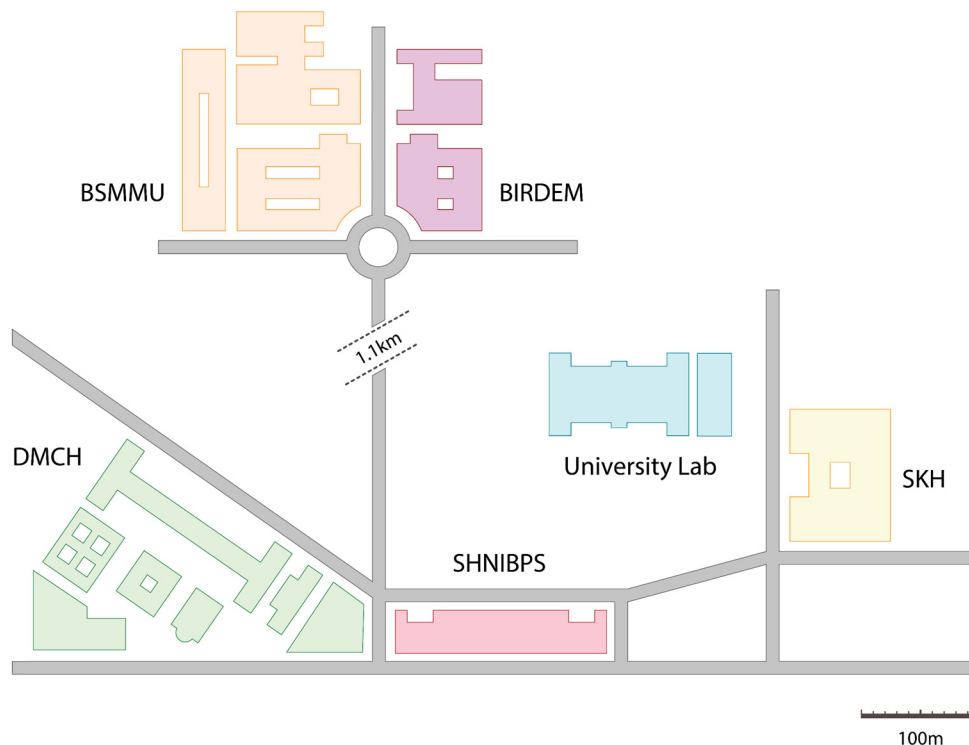 BSMMU
BIRDEM
1.1km
DMCH
University Lab
SKH
SHNIBPS
100m